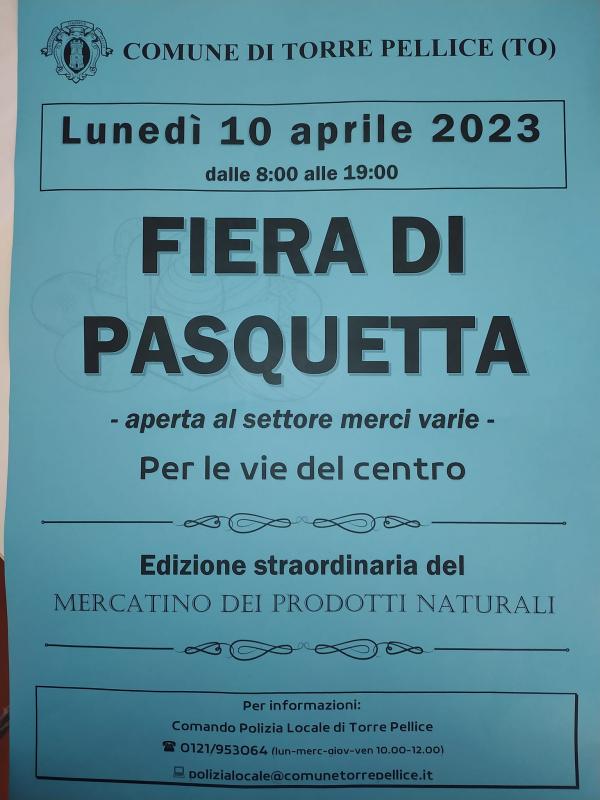 COMUNE DI TORRE PELLICE (TO)
Lunedì 10 aprile 2023
dalle 8:00 alle 19:00
FIERA DI
PASQUETTA
- aperta al settore merci varie -
Per le vie del centro
Edizione straordinaria del
MERCATINO DEI PRODOTTI NATURALI
Per informazioni:
Comando Polizia Locale di Torre Pellice
☎ 0121/953064 (lun-merc-giov-ven 10.00-12.00)
polizialocale@comunetorrepellice.it